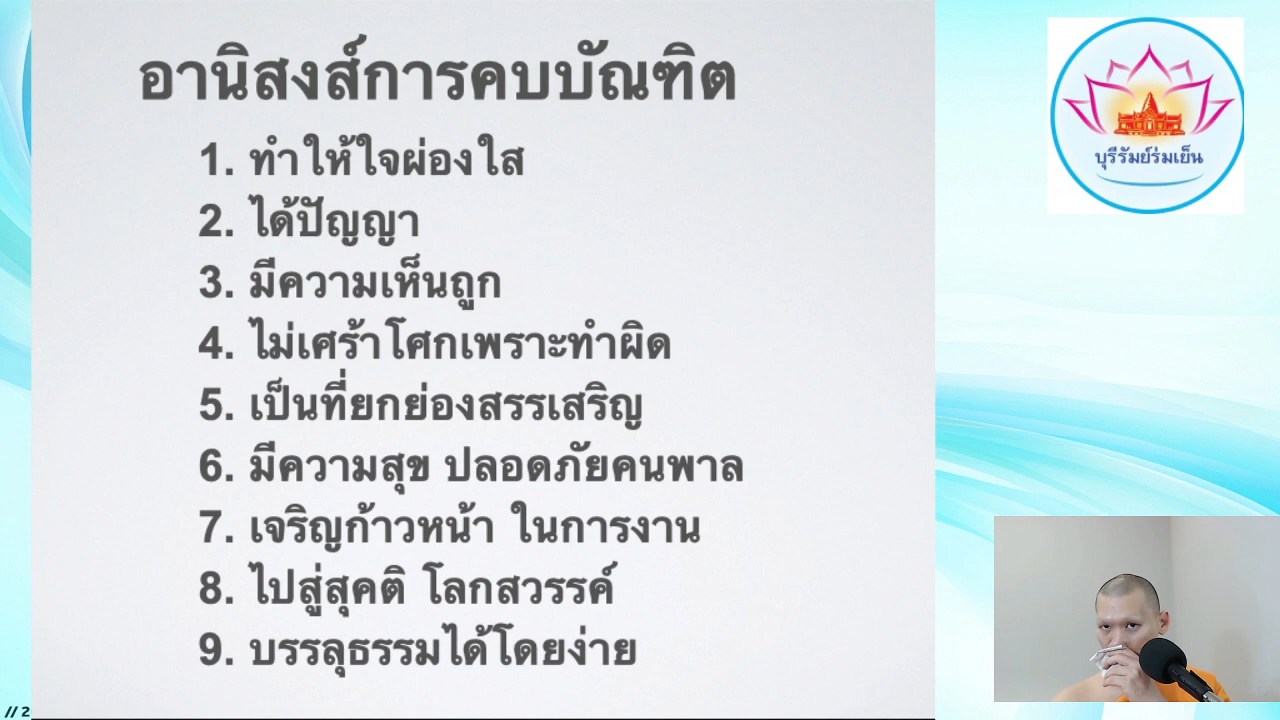 อานิสงส์การคบบัณฑิต
1. ทำให้ใจผ่องใส
2. ได้ปัญญา
3. มีความเห็นถูก
4. ไม่เศร้าโศกเพราะทำผิด
5. เป็นที่ยกย่องสรรเสริญ
6. มีความสุข ปลอดภัยคนพาล
7. เจริญก้าวหน้า ในการงาน
8. ไปสู่สุคติ โลกสวรรค์
9. บรรลุธรรมได้โดยง่าย
บุรีรัมย์ร่มเย็น
// 2